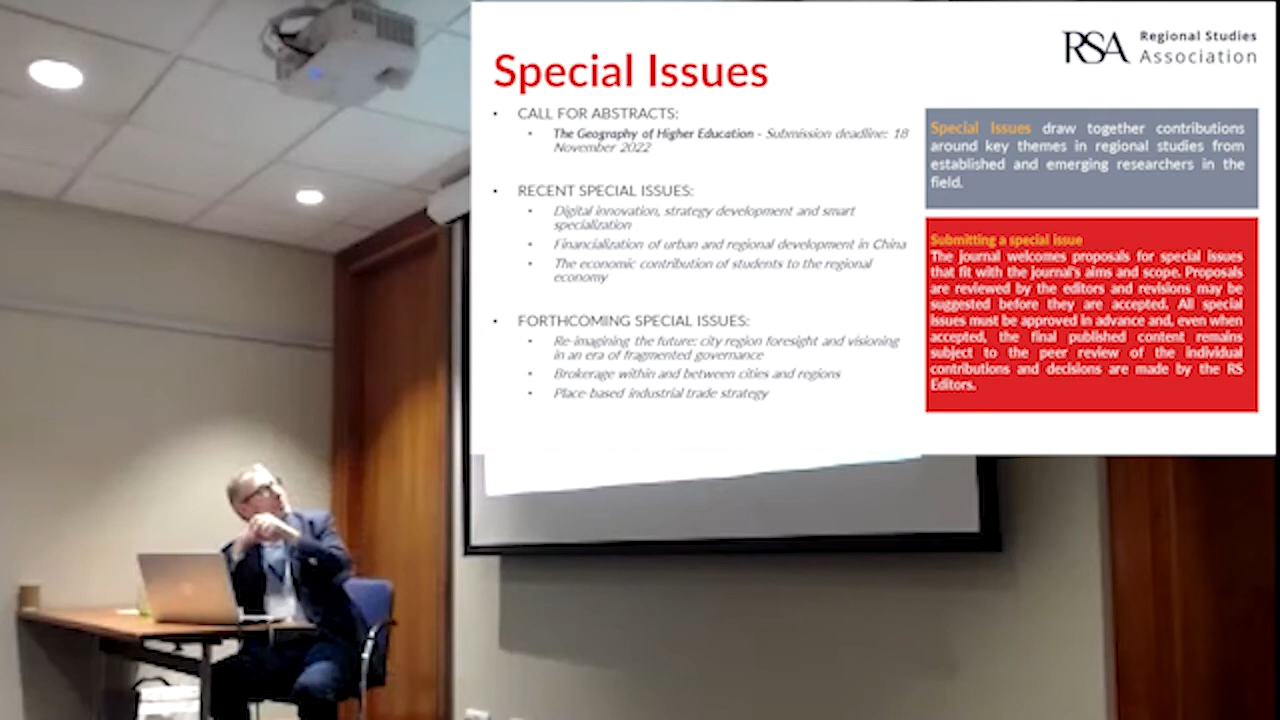 RSA Regional Studies
Association
Special Issues
• CALL FOR ABSTRACTS:
• The Geography of Higher Education - Submission deadline: 18
November 2022
• RECENT SPECIAL ISSUES:
• Digital innovation, strategy development and smart
specialization
• Financialization of urban and regional development in China
• The economic contribution of students to the regional
economy
• FORTHCOMING SPECIAL ISSUES:
• Re-imagining the future: city region foresight and visioning
in an era of fragmented governance
• Brokerage within and between cities and regions
• Place-based industrial trade strategy
Special Issues draw together contributions
around key themes in regional studies from
established and emerging researchers in the
field.
Submitting a special issue
The journal welcomes proposals for special issues
that fit with the journal's aims and scope. Proposals
are reviewed by the editors and revisions may be
suggested before they are accepted. All special
issues must be approved in advance and, even when
accepted, the final published content remains
subject to the peer review of the individual
contributions and decisions are made by the RS
Editors.